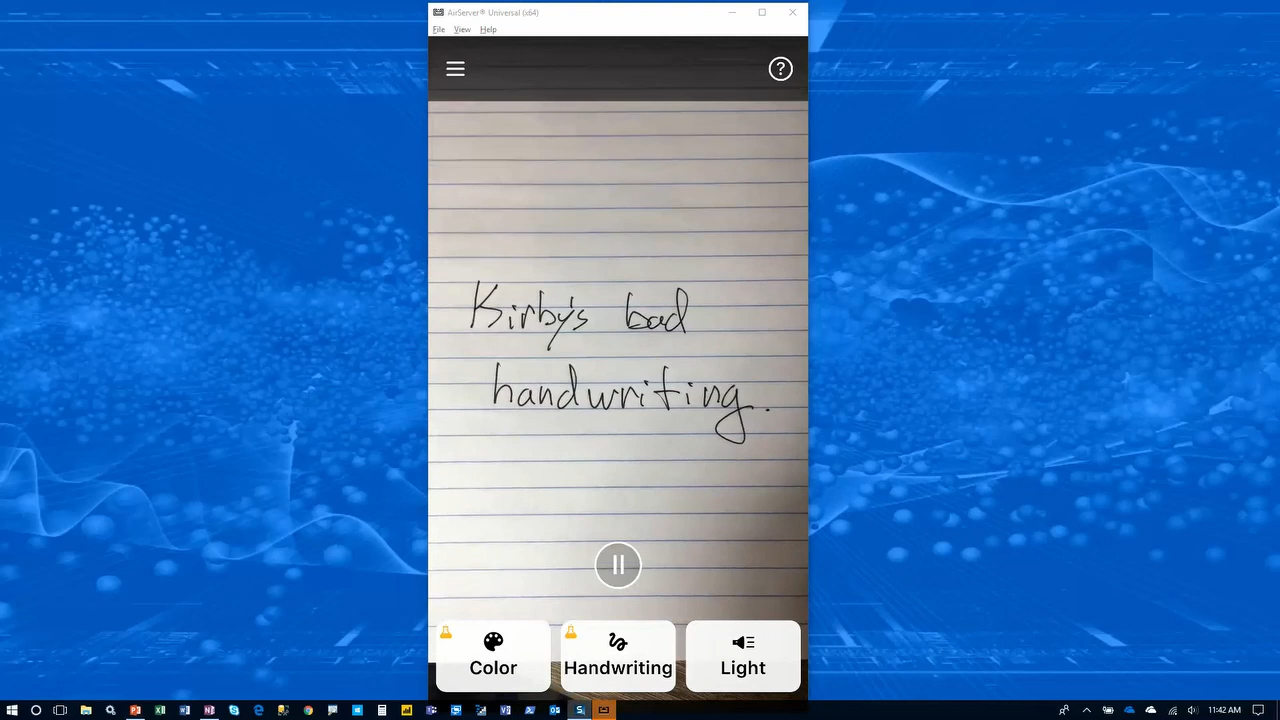 AirServer® Universal (x64)
File View Help
Kirby's bad
handwriting.
Color Handwriting Light
11:42 AM